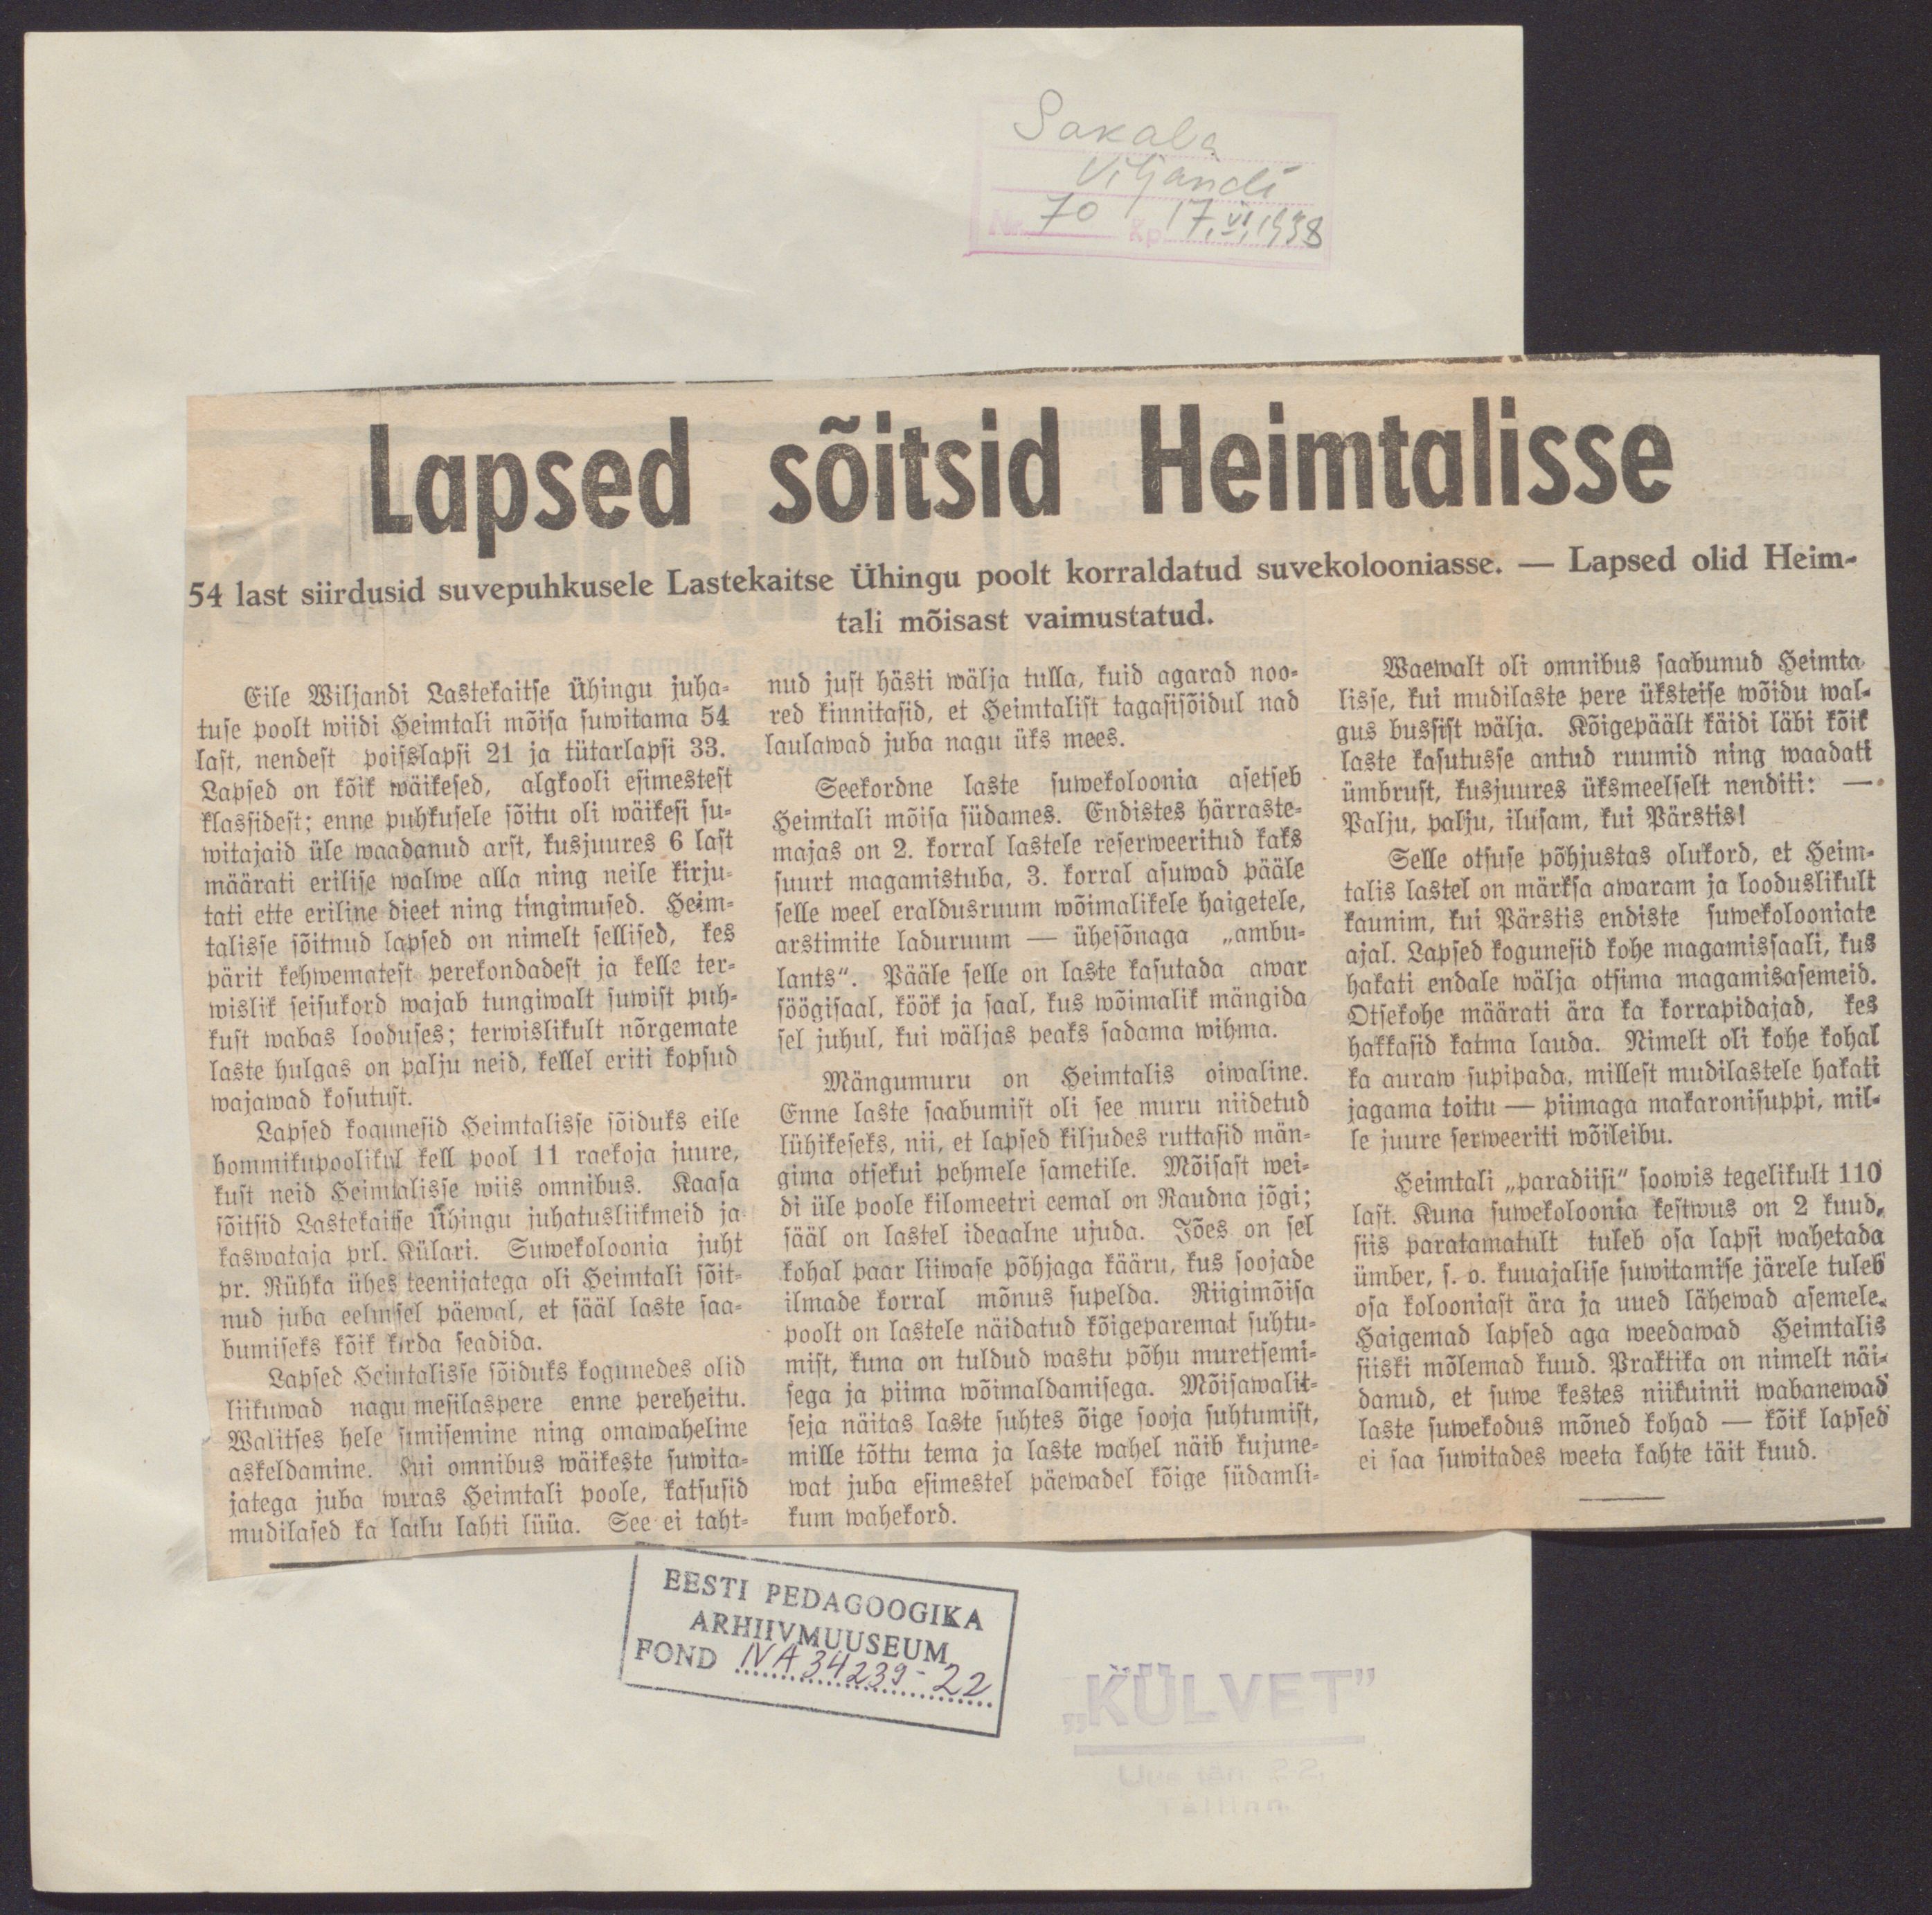 Sakala
Viljandi
Nr. 70 Kp. 17. VI. 1938
Lapsed sõitsid Heimtalisse
54 last siirdusid suvepuhkusele Lastekaitse Ühingu poolt korraldatud suvekolooniasse. — Lapsed olid Heim-
tali mõisast vaimustatud.
Eile Wiljandi Lastekaitse Ühingu juha-
tuse poolt wiidi Heimtali mõisa suwitama 54
last, nendest poisslapsi 21 ja tütarlapsi 33.
Lapsed on kõik wäikesed, algkooli esimestest
klassidest; enne puhkusele sõitu oli wäikesi su-
witajaid üle waadanud arst, kusjuures 6 last
määrati erilise walwe alla ning neile kirju-
tati ette eriline dieet ning tingimused. Heim-
talisse sõitnud lapsed on nimelt sellised, kes
pärit kehwematest perekondadest ja kelle ter-
wislik seisukord wajab tungiwalt suwist puh-
kust wabas looduses; terwislikult nõrgemate
laste hulgas on palju neid, kellel eriti kopsud
wajawad kosutust.
Lapsed kogunesid Heimtalisse sõiduks eile
hommikupoolikul kell pool 11 raekoja juure,
kust neid Heimtalisse wiis omnibus. Kaasa
sõitsid Lastekaitse Ühingu juhatusliikmeid ja
kaswataja prl. Külari. Suwekoloonia juht
pr. Rühka ühes teenijatega oli Heimtali sõit-
nud juba eelmisel päewal, et sääl laste saa-
bumiseks kõik korda seadida.
Lapsed Heimtalisse sõiduks kogunedes olid
liikuwad nagu mesilaspere enne pereheitu.
Walitses hele sumisemine ning omawaheline
askeldamine. Kui omnibus wäikeste suwita-
jatega juba wuras Heimtali poole, katsusid
mudilased ka laulu lahti lüüa. See ei taht-
nud just hästi wälja tulla, kuid agarad noo-
red kinnitasid, et Heimtalist tagasisõidul nad
laulawad juba nagu üks mees.
Seekordne laste suwekoloonia asetseb
Heimtali mõisa südames. Endistes härraste-
majas on 2. korral lastele reserweeritud kaks
suurt magamistuba, 3. korral asuwad pääle
selle weel eraldusruum wõimalikele haigetele,
arstimite laduruum — ühesõnaga „ambu-
lants“. Pääle selle on laste kasutada awar
söögisaal, köök ja saal, kus wõimalik mängida
sel juhul, kui wäljas peaks sadama wihma.
Mängumuru on Heimtalis oiwaline.
Enne laste saabumist oli see muru niidetud
lühikeseks, nii, et lapsed kiljudes ruttasid män-
gima otsekui pehmele sametile. Mõisast wei-
di üle poole kilomeetri eemal on Raudna jõgi;
sääl on lastel ideaalne ujuda. Jões on sel
kohal paar liiwase põhjaga kääru, kus soojade
ilmade korral mõnus supelda. Riigimõisa
poolt on lastele näidatud kõigeparemat suhtu-
mist, kuna on tuldud wastu põhu muretsemi-
sega ja piima wõimaldamisega. Mõisawalit-
seja näitas laste suhtes õige sooja suhtumist,
mille tõttu tema ja laste wahel näib kujune-
wat juba esimestel päewadel kõige südamli-
kum wahekord.
Waewalt oli omnibus saabunud Heimta-
lisse, kui mudilaste pere üksteise wõidu wal-
gus bussist wälja. Kõigepäält käidi läbi kõik
laste kasutusse antud ruumid ning waadati
ümbrust, kusjuures üksmeelselt nenditi: —
Palju, palju, ilusam, kui Pärstis!
Selle otsuse põhjustas olukord, et Heim-
talis lastel on märksa awaram ja looduslikult
kaunim, kui Pärstis endiste suwekolooniate
ajal. Lapsed kogunesid kohe magamissaali, kus
hakati endale wälja otsima magamisasemeid.
Otsekohe määrati ära ka korrapidajad, kes
hakkasid katma lauda. Nimelt oli kohe kohal
ka auraw supipada, millest mudilastele hakati
jagama toitu — piimaga makaronisuppi, mil-
le juure serweeriti wõileibu.
Heimtali „paradiisi“ soowis tegelikult 110
last. Kuna suwekoloonia kestwus on 2 kuud,
siis paratamatult tuleb osa lapsi wahetada
ümber, s. o. kuuajalise suwitamise järele tuleb
osa kolooniast ära ja uued lähewad asemele.
Haigemad lapsed aga weedawad Heimtalis
siiski mõlemad kuud. Praktika on nimelt näi-
danud, et suwe kestes niikuinii wabanewad
laste suwekodus mõned kohad — kõik lapsed
ei saa suwitades weeta kahte täit kuud.
EESTI PEDAGOOGIKA
ARHIIVMUUSEUM
FOND IVA 34239-22
„KÜLVET”
Uus tän. 22,
Tallinn.